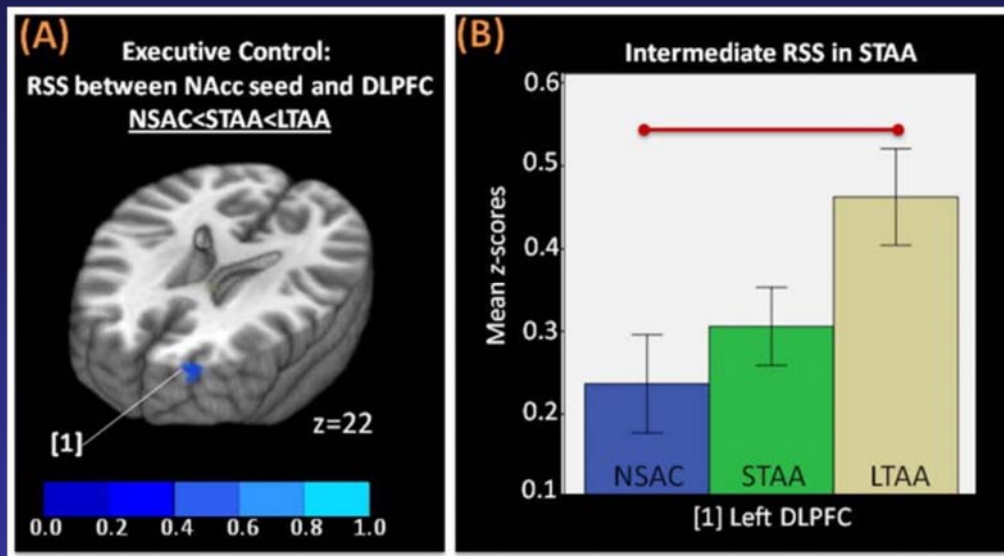 (A)
Executive Control:
RSS between NAcc seed and DLPFC
NSAC<STAA<LTAA
[1]
z=22
0.0 0.2 0.4 0.6 0.8 1.0
(B)
Intermediate RSS in STAA
Mean z-scores
0.6
0.5
0.4
0.3
0.2
0.1
NSAC STAA LTAA
[1] Left DLPFC